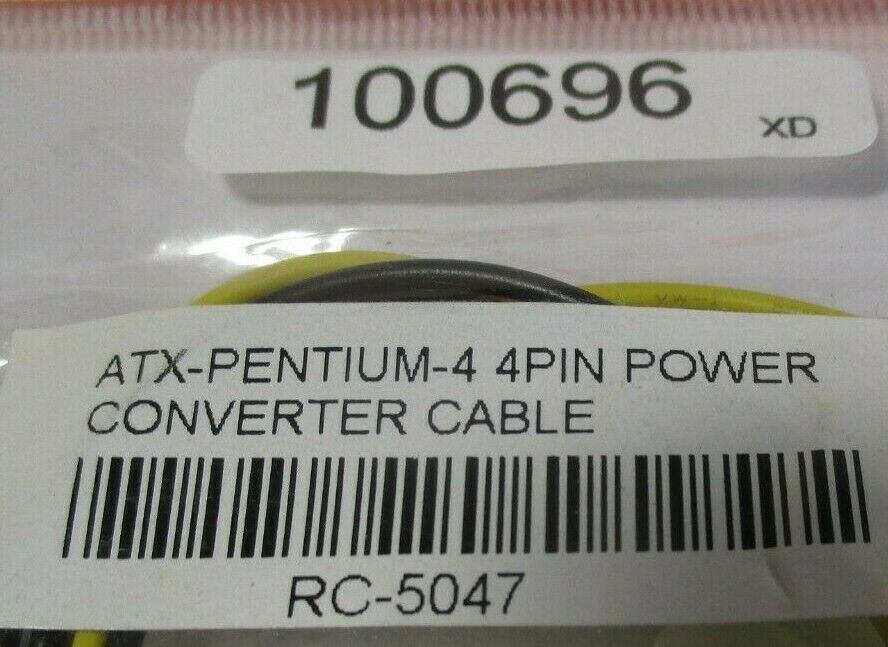 100696
XD
ATX-PENTIUM-4 4PIN POWER
CONVERTER CABLE
RC-5047